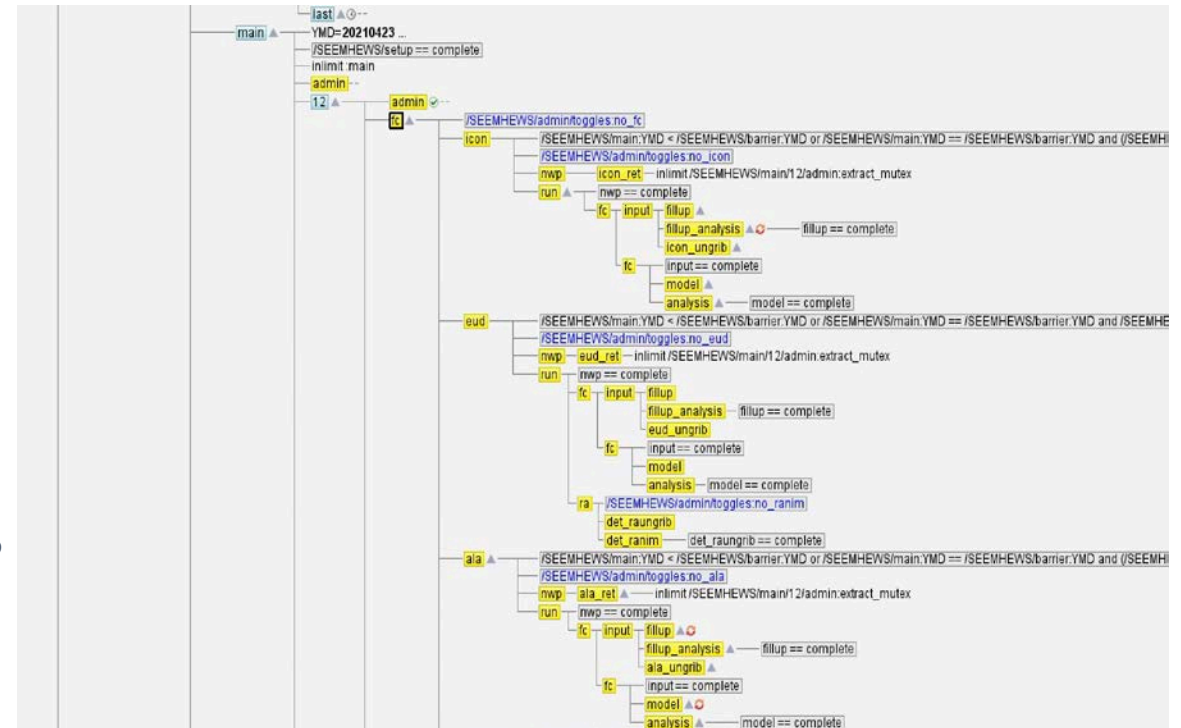 last
main YMD=20210423 ...
/SEEMHEWS/setup == complete
inlimit :main
admin
12 admin
fc /SEEMHEWS/admin/toggles:no_fc
icon /SEEMHEWS/main:YMD < /SEEMHEWS/barrier:YMD or /SEEMHEWS/main:YMD == /SEEMHEWS/barrier:YMD and (/SEEMHE
/SEEMHEWS/admin/toggles:no_icon
nwp icon_ret inlimit /SEEMHEWS/main/12/admin:extract_mutex
run nwp == complete
fc input fillup
fillup_analysis fillup == complete
icon_ungrib
fc input == complete
model
analysis model == complete
eud /SEEMHEWS/main:YMD < /SEEMHEWS/barrier:YMD or /SEEMHEWS/main:YMD == /SEEMHEWS/barrier:YMD and /SEEMHE
/SEEMHEWS/admin/toggles:no_eud
nwp eud_ret inlimit /SEEMHEWS/main/12/admin:extract_mutex
run nwp == complete
fc input fillup
fillup_analysis fillup == complete
eud_ungrib
fc input == complete
model
analysis model == complete
ra /SEEMHEWS/admin/toggles:no_ranim
det_raungrib
det_ranim det_raungrib == complete
ala /SEEMHEWS/main:YMD < /SEEMHEWS/barrier:YMD or /SEEMHEWS/main:YMD == /SEEMHEWS/barrier:YMD and (/SEEMHE
/SEEMHEWS/admin/toggles:no_ala
nwp ala_ret inlimit /SEEMHEWS/main/12/admin:extract_mutex
run nwp == complete
fc input fillup
fillup_analysis fillup == complete
ala_ungrib
fc input == complete
model
analysis model == complete